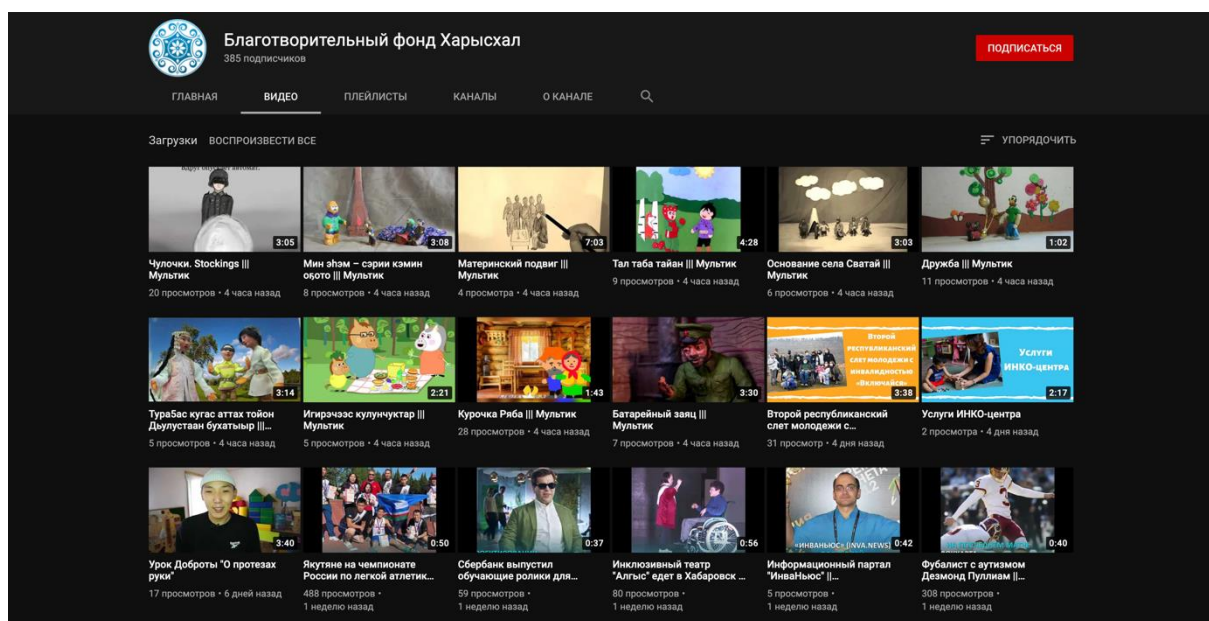 Благотворительный фонд Харысхал
385 подписчиков
ПОДПИСАТЬСЯ
ГЛАВНАЯ ВИДЕО ПЛЕЙЛИСТЫ КАНАЛЫ О КАНАЛЕ
Загрузки ВОСПРОИЗВЕСТИ ВСЕ
УПОРЯДОЧИТЬ
3:05
Чулочки. Stockings |||
Мультик
20 просмотров • 4 часа назад
3:08
Мин эһэм – сэрии кэмин
оҕото ||| Мультик
8 просмотров • 4 часа назад
7:03
Материнский подвиг |||
Мультик
4 просмотра • 4 часа назад
4:28
Тал таба тайан ||| Мультик
9 просмотров • 4 часа назад
3:03
Основание села Сватай |||
Мультик
6 просмотров • 4 часа назад
1:02
Дружба ||| Мультик
11 просмотров • 4 часа назад
3:14
Тура5ас кугас аттах тойон
Дьулустаан бухатыыр |||...
5 просмотров • 4 часа назад
2:21
Игирэчээс кулунчуктар |||
Мультик
5 просмотров • 4 часа назад
1:43
Курочка Ряба ||| Мультик
28 просмотров • 4 часа назад
3:30
Батарейный заяц |||
Мультик
7 просмотров • 4 часа назад
ВТОРОЙ
РЕСПУБЛИКАНСКИЙ
СЛЕТ МОЛОДЕЖИ С
ИНВАЛИДНОСТЬЮ
«ВКЛЮЧАЙСЯ»
3:38
Второй республиканский
слет молодежи с...
31 просмотр • 4 дня назад
Услуги
ИНКО-ЦЕНТРА
2:17
Услуги ИНКО-центра
2 просмотра • 4 дня назад
3:40
Урок Доброты "О протезах
руки"
17 просмотров • 6 дней назад
0:50
Якутяне на чемпионате
России по легкой атлетик...
488 просмотров •
1 неделю назад
0:37
Сбербанк выпустил
обучающие ролики для...
59 просмотров •
1 неделю назад
0:56
Инклюзивный театр
"Алгыс" едет в Хабаровск ...
80 просмотров •
1 неделю назад
«ИНВАНЬЮС» |INVA.NEWS|
0:42
Информационный партал
"ИнваНьюс" ||...
5 просмотров •
1 неделю назад
0:40
Фубалист с аутизмом
Дезмонд Пуллиам ||...
308 просмотров •
1 неделю назад